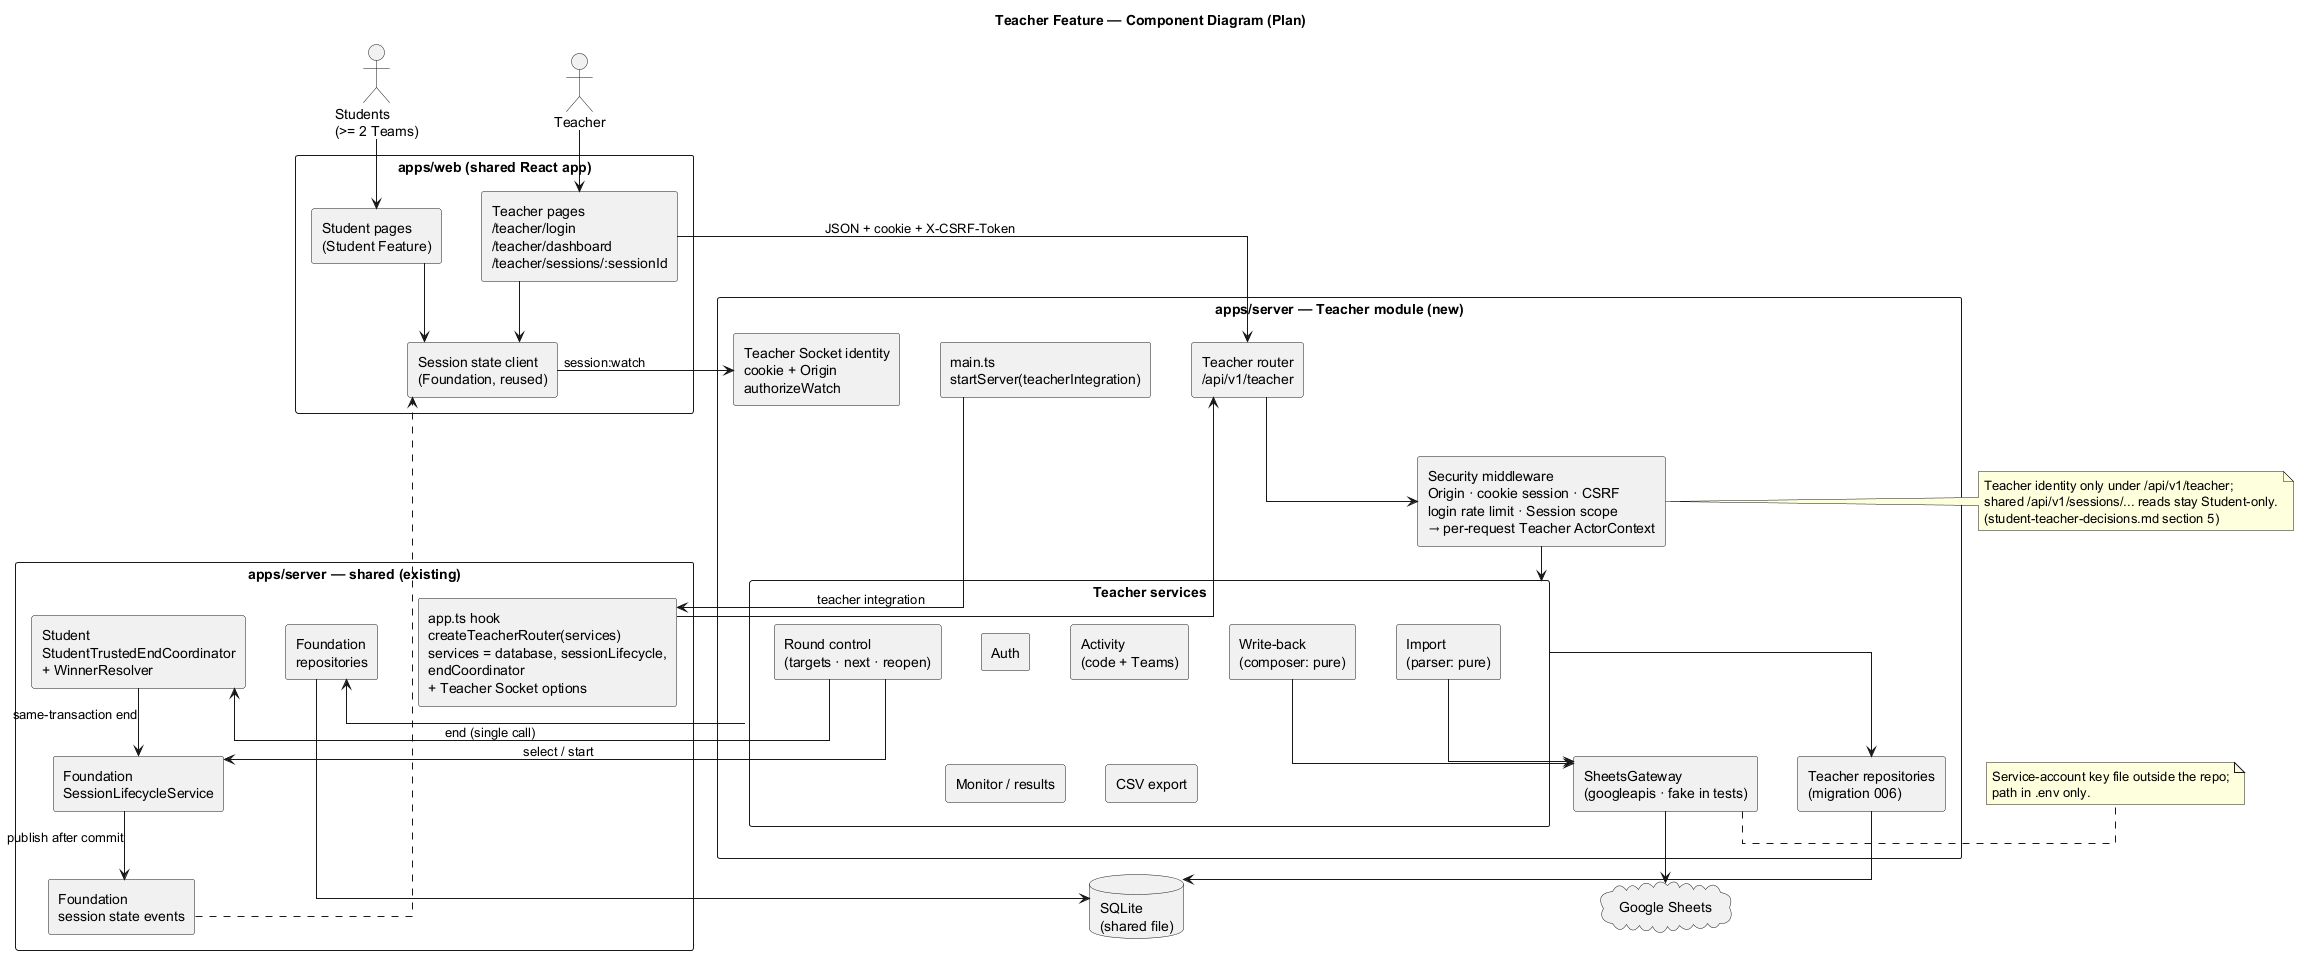 Teacher Feature — Component Diagram (Plan)
Students
(>= 2 Teams)
Teacher
apps/web (shared React app)
Student pages
(Student Feature)
Teacher pages
/teacher/login
/teacher/dashboard
/teacher/sessions/:sessionId
JSON + cookie + X-CSRF-Token
Session state client
(Foundation, reused)
session:watch
apps/server — Teacher module (new)
Teacher Socket identity
cookie + Origin
authorizeWatch
main.ts
startServer(teacherIntegration)
Teacher router
/api/v1/teacher
Security middleware
Origin · cookie session · CSRF
login rate limit · Session scope
→ per-request Teacher ActorContext
Teacher identity only under /api/v1/teacher;
shared /api/v1/sessions/... reads stay Student-only.
(student-teacher-decisions.md section 5)
apps/server — shared (existing)
Student
StudentTrustedEndCoordinator
+ WinnerResolver
Foundation
repositories
app.ts hook
createTeacherRouter(services)
services = database, sessionLifecycle,
endCoordinator
+ Teacher Socket options
teacher integration
Teacher services
Round control
(targets · next · reopen)
Auth
Activity
(code + Teams)
Write-back
(composer: pure)
Import
(parser: pure)
same-transaction end
end (single call)
select / start
Foundation
SessionLifecycleService
Monitor / results
CSV export
SheetsGateway
(googleapis · fake in tests)
Teacher repositories
(migration 006)
Service-account key file outside the repo;
path in .env only.
publish after commit
Foundation
session state events
SQLite
(shared file)
Google Sheets